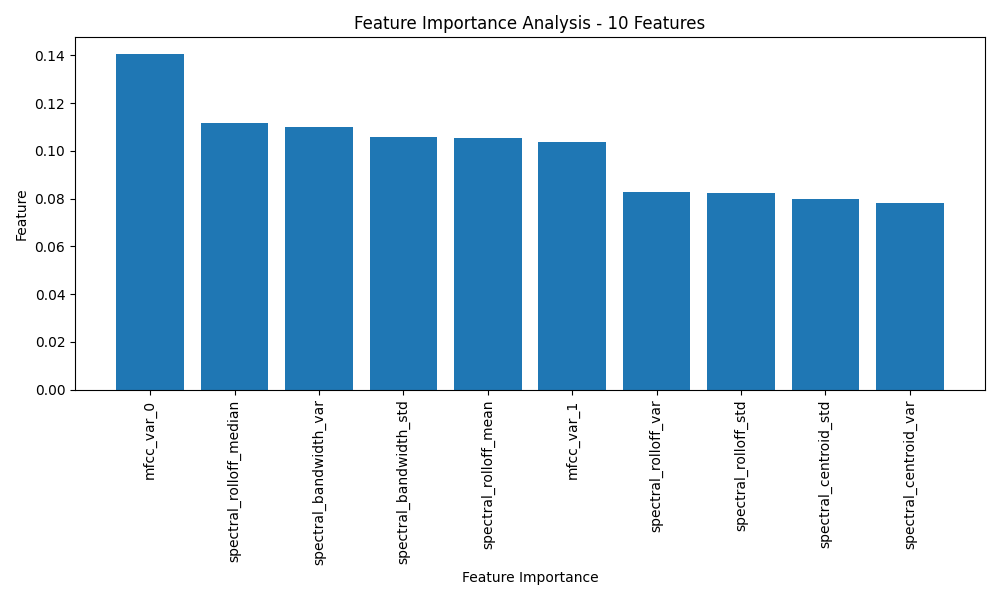 Feature Importance Analysis - 10 Features
0.14
0.12
0.10
0.08
0.06
0.04
0.02
0.00
Feature
mfcc_var_0
spectral_rolloff_median
spectral_bandwidth_var
spectral_bandwidth_std
spectral_rolloff_mean
mfcc_var_1
spectral_rolloff_var
spectral_rolloff_std
spectral_centroid_std
spectral_centroid_var
Feature Importance